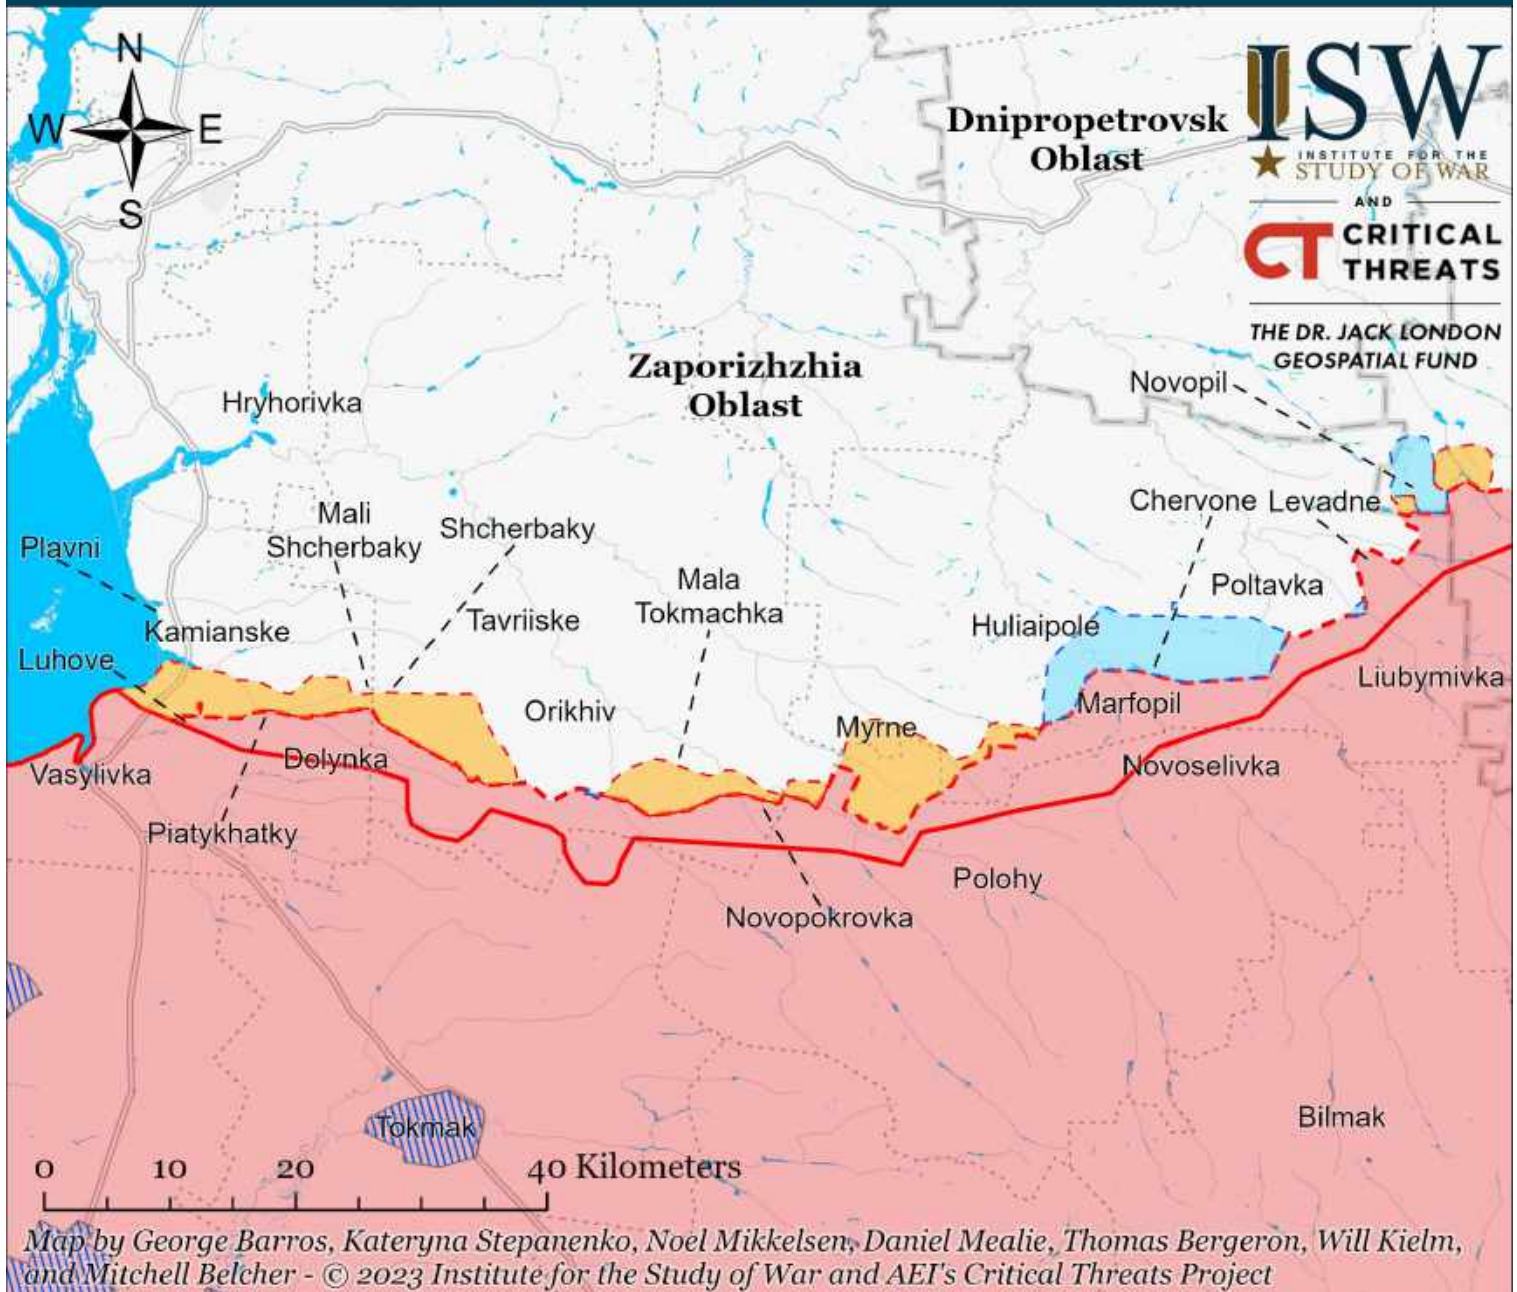 N
W
E
S
ISW
INSTITUTE FOR THE
STUDY OF WAR
AND
CT CRITICAL
THREATS
THE DR. JACK LONDON
GEOSPATIAL FUND
Dnipropetrovsk
Oblast
Zaporizhzhia
Oblast
Novopil
Hryhorivka
Chervone
Levadne
Mali
Shcherbaky
Shcherbaky
Plavni
Mala
Tokmachka
Poltavka
Tavriiske
Huliaipole
Kamianske
Luhove
Liubymivka
Marfopil
Orikhiv
Myrne
Dolynka
Novoselivka
Vasylivka
Piatykhatky
Polohy
Novopokrovka
Bilmak
Tokmak
0 10 20 40 Kilometers
Map by George Barros, Kateryna Stepanenko, Noel Mikkelsen, Daniel Mealie, Thomas Bergeron, Will Kielm,
and Mitchell Belcher - © 2023 Institute for the Study of War and AEI's Critical Threats Project